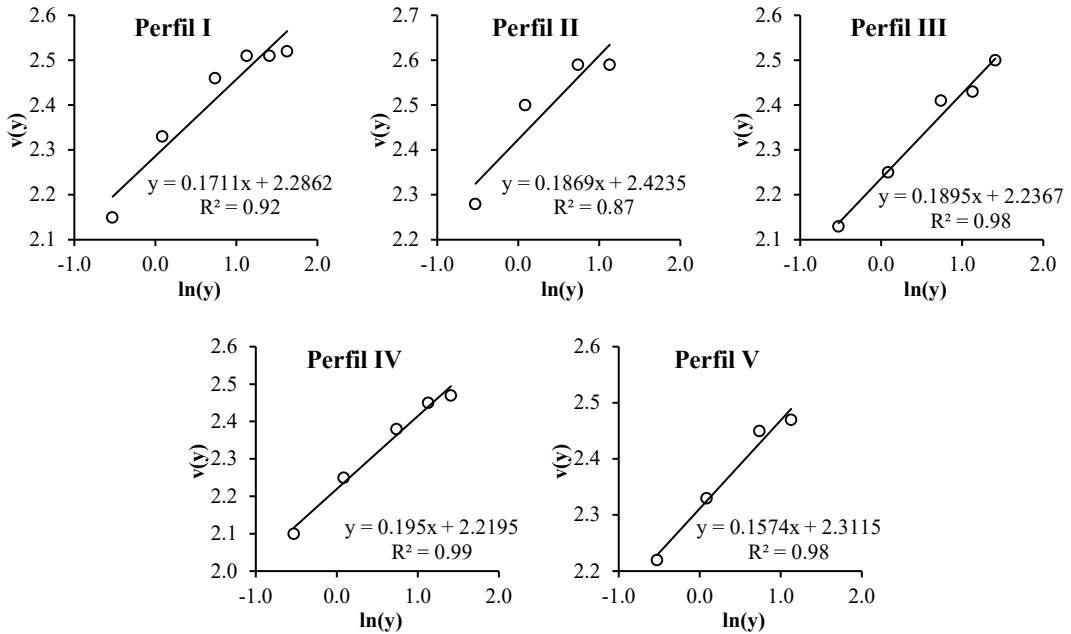 Perfil I
2.6
2.5
2.4
2.3
2.2
2.1
v(y)
y = 0.1711x + 2.2862
R² = 0.92
-1.0 0.0 1.0 2.0
ln(y)
Perfil II
2.7
2.6
2.5
2.4
2.3
2.2
v(y)
y = 0.1869x + 2.4235
R² = 0.87
-1.0 0.0 1.0 2.0
ln(y)
Perfil III
2.6
2.5
2.4
2.3
2.2
2.1
v(y)
y = 0.1895x + 2.2367
R² = 0.98
-1.0 0.0 1.0 2.0
ln(y)
Perfil IV
2.6
2.5
2.4
2.3
2.2
2.1
2.0
v(y)
y = 0.195x + 2.2195
R² = 0.99
-1.0 0.0 1.0 2.0
ln(y)
Perfil V
2.6
2.5
2.4
2.3
2.2
v(y)
y = 0.1574x + 2.3115
R² = 0.98
-1.0 0.0 1.0 2.0
ln(y)